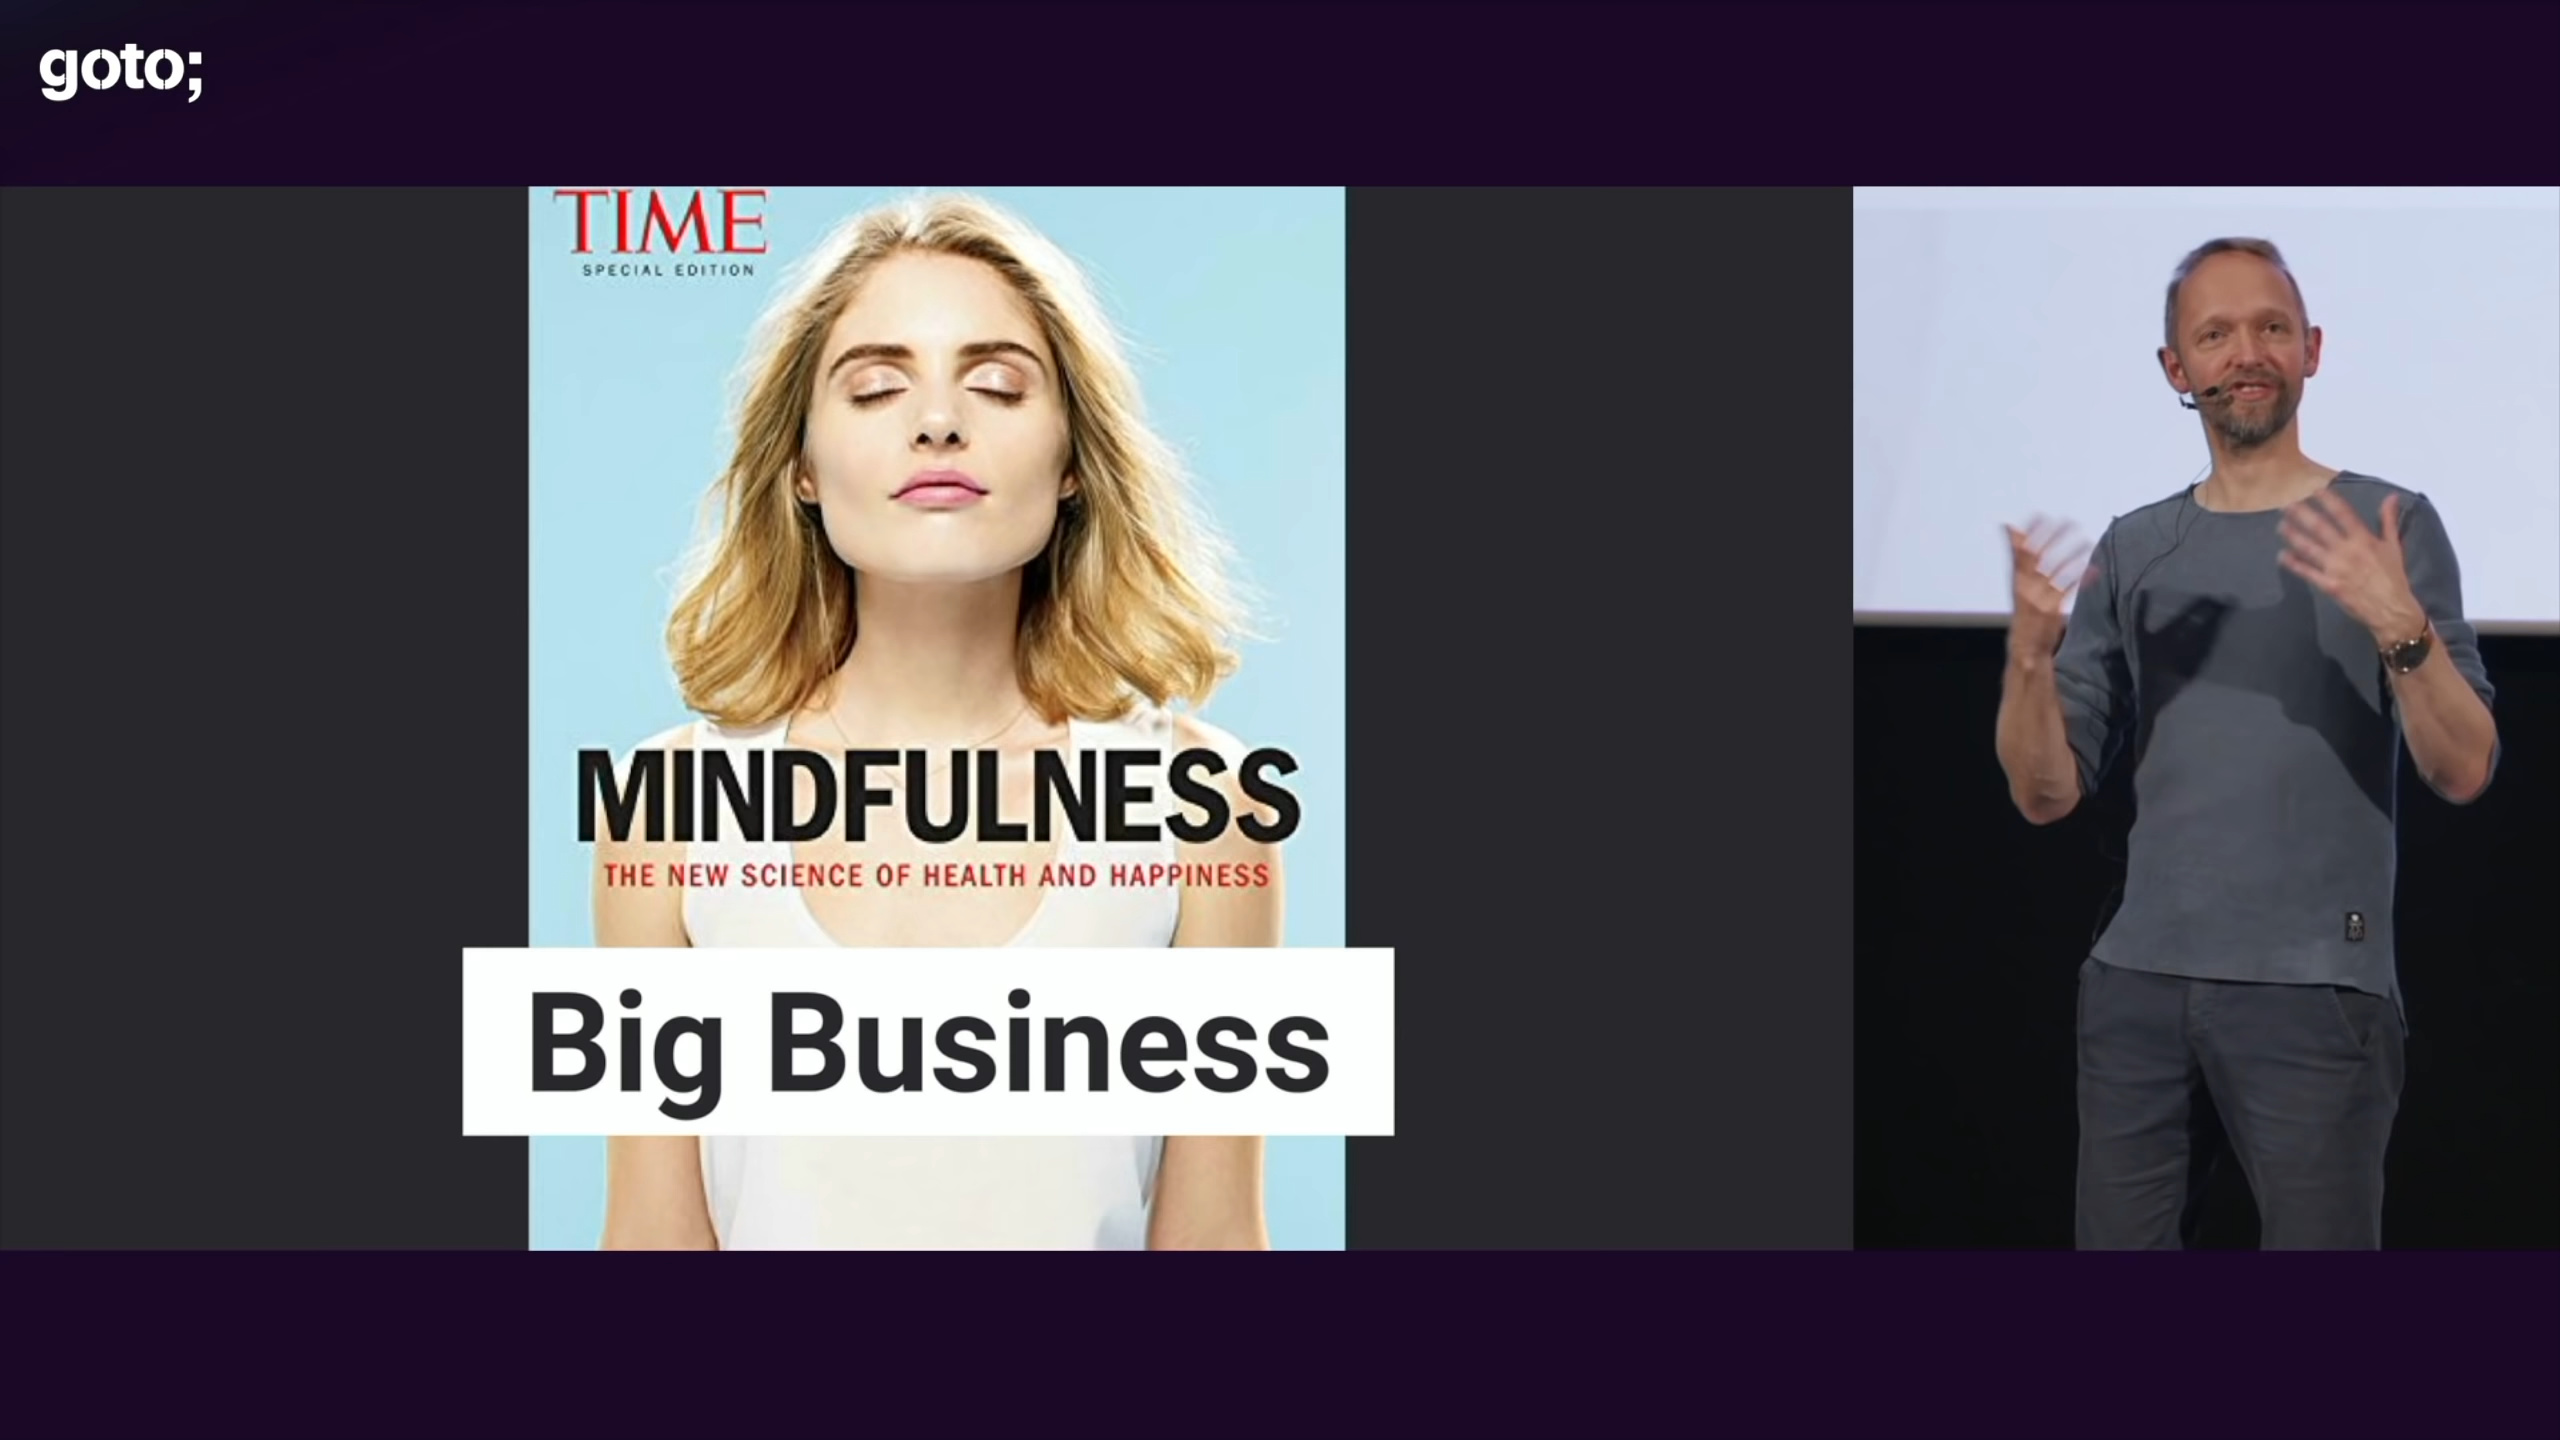 goto;
TIME
SPECIAL EDITION
MINDFULNESS
THE NEW SCIENCE OF HEALTH AND HAPPINESS
Big Business